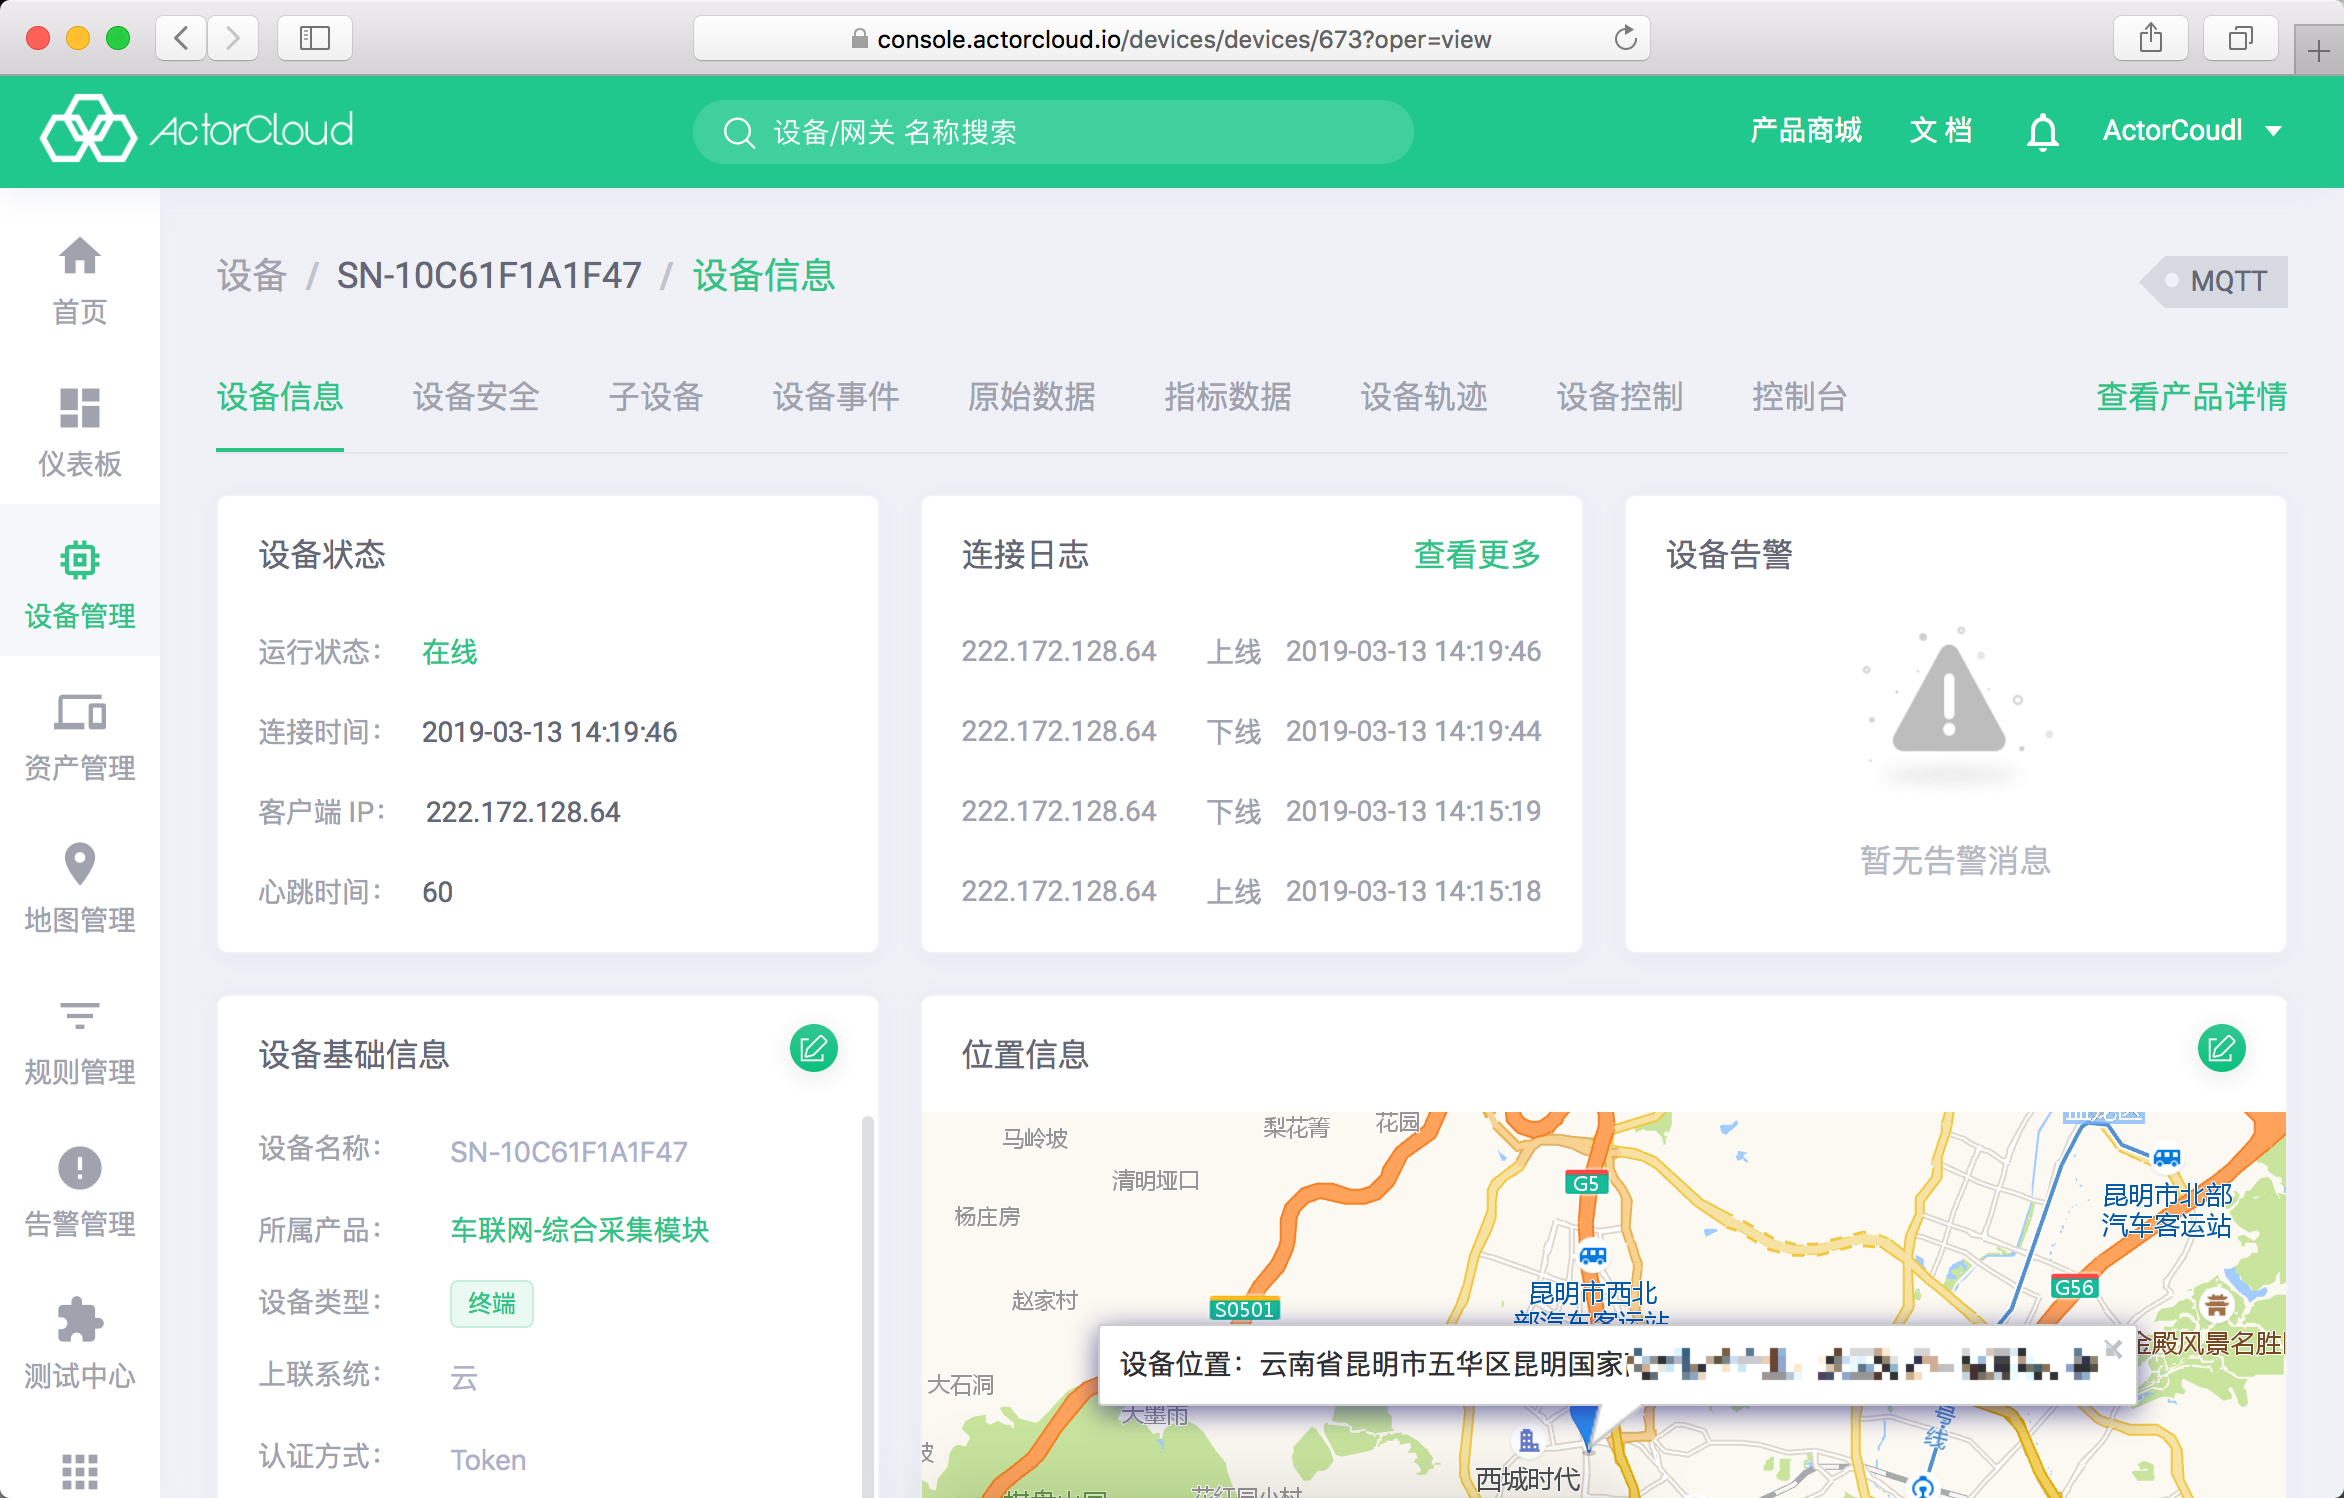 console.actorcloud.io/devices/devices/673?oper=view
ActorCloud
设备/网关 名称搜索
产品商城
文 档
ActorCoudl
首页
仪表板
设备管理
资产管理
地图管理
规则管理
告警管理
测试中心
设备 / SN-10C61F1A1F47 / 设备信息
MQTT
设备信息
设备安全
子设备
设备事件
原始数据
指标数据
设备轨迹
设备控制
控制台
查看产品详情
设备状态
运行状态： 在线
连接时间： 2019-03-13 14:19:46
客户端 IP： 222.172.128.64
心跳时间： 60
连接日志
查看更多
222.172.128.64 上线 2019-03-13 14:19:46
222.172.128.64 下线 2019-03-13 14:19:44
222.172.128.64 下线 2019-03-13 14:15:19
222.172.128.64 上线 2019-03-13 14:15:18
设备告警
暂无告警消息
设备基础信息
设备名称： SN-10C61F1A1F47
所属产品： 车联网-综合采集模块
设备类型： 终端
上联系统： 云
认证方式： Token
位置信息
马岭坡
梨花箐
花园
清明垭口
杨庄房
G5
昆明市北部
汽车客运站
赵家村
S0501
昆明市西北
部汽车客运站
G56
金殿风景名胜
设备位置：云南省昆明市五华区昆明国家
大石洞
大墨雨
号线
西城时代